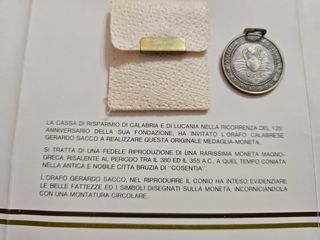 LA CASSA DI RISPARMIO DI CALABRIA E DI LUCANIA NELLA RICORRENZA DEL 125°
ANNIVERSARIO DELLA SUA FONDAZIONE, HA INVITATO L'ORAFO CALABRESE
GERARDO SACCO A REALIZZARE QUESTA ORIGINALE MEDAGLIA-MONETA.
SI TRATTA DI UNA FEDELE RIPRODUZIONE DI UNA RARISSIMA MONETA MAGNO-
GRECA, RISALENTE AL PERIODO TRA IL 380 ED IL 355 A.C., A QUEL TEMPO CONIATA
NELL'ANTICA E NOBILE CITTÀ BRUZIA DI "COSENTIA".
L'ORAFO GERARDO SACCO, NEL RIPRODURRE IL CONIO HA INTESO EVIDENZIARE
LE BELLE FATTEZZE ED I SIMBOLI DISEGNATI SULLA MONETA, INCORNICIANDOLA
CON UNA MONTATURA CIRCOLARE.